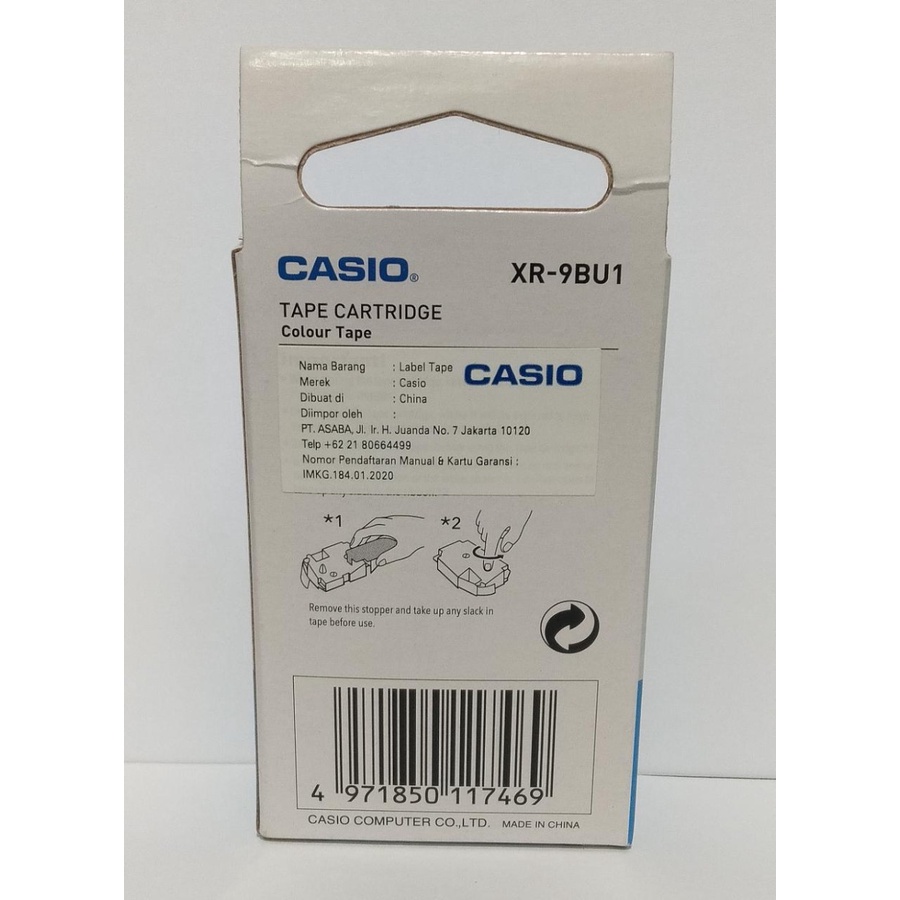 CASIO®
XR-9BU1
TAPE CARTRIDGE
Colour Tape
Nama Barang : Label Tape
CASIO
Merek : Casio
Dibuat di : China
Diimpor oleh :
PT. ASABA, Jl. Ir. H. Juanda No. 7 Jakarta 10120
Telp +62 21 80664499
Nomor Pendaftaran Manual & Kartu Garansi :
IMKG.184.01.2020
*1
*2
Remove this stopper and take up any slack in
tape before use.
4 971850 117469
CASIO COMPUTER CO.,LTD. MADE IN CHINA